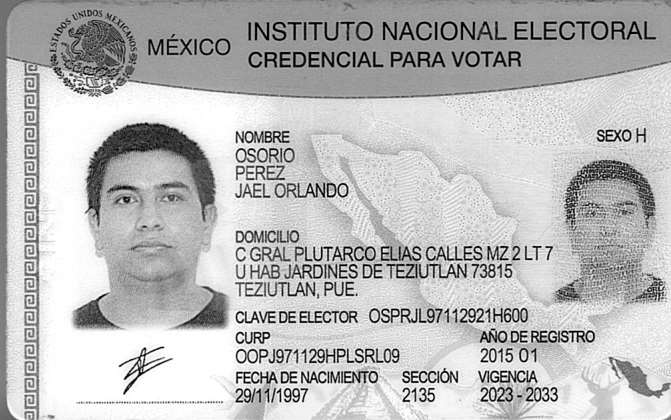 ESTADOS UNIDOS MEXICANOS
MÉXICO
INSTITUTO NACIONAL ELECTORAL
CREDENCIAL PARA VOTAR
NOMBRE
SEXO H
OSORIO
PEREZ
JAEL ORLANDO
DOMICILIO
C GRAL PLUTARCO ELIAS CALLES MZ 2 LT 7
U HAB JARDINES DE TEZIUTLAN 73815
TEZIUTLAN, PUE.
CLAVE DE ELECTOR OSPRJL97112921H600
CURP AÑO DE REGISTRO
OOPJ971129HPLSRL09 2015 01
FECHA DE NACIMIENTO SECCIÓN VIGENCIA
29/11/1997 2135 2023 - 2033